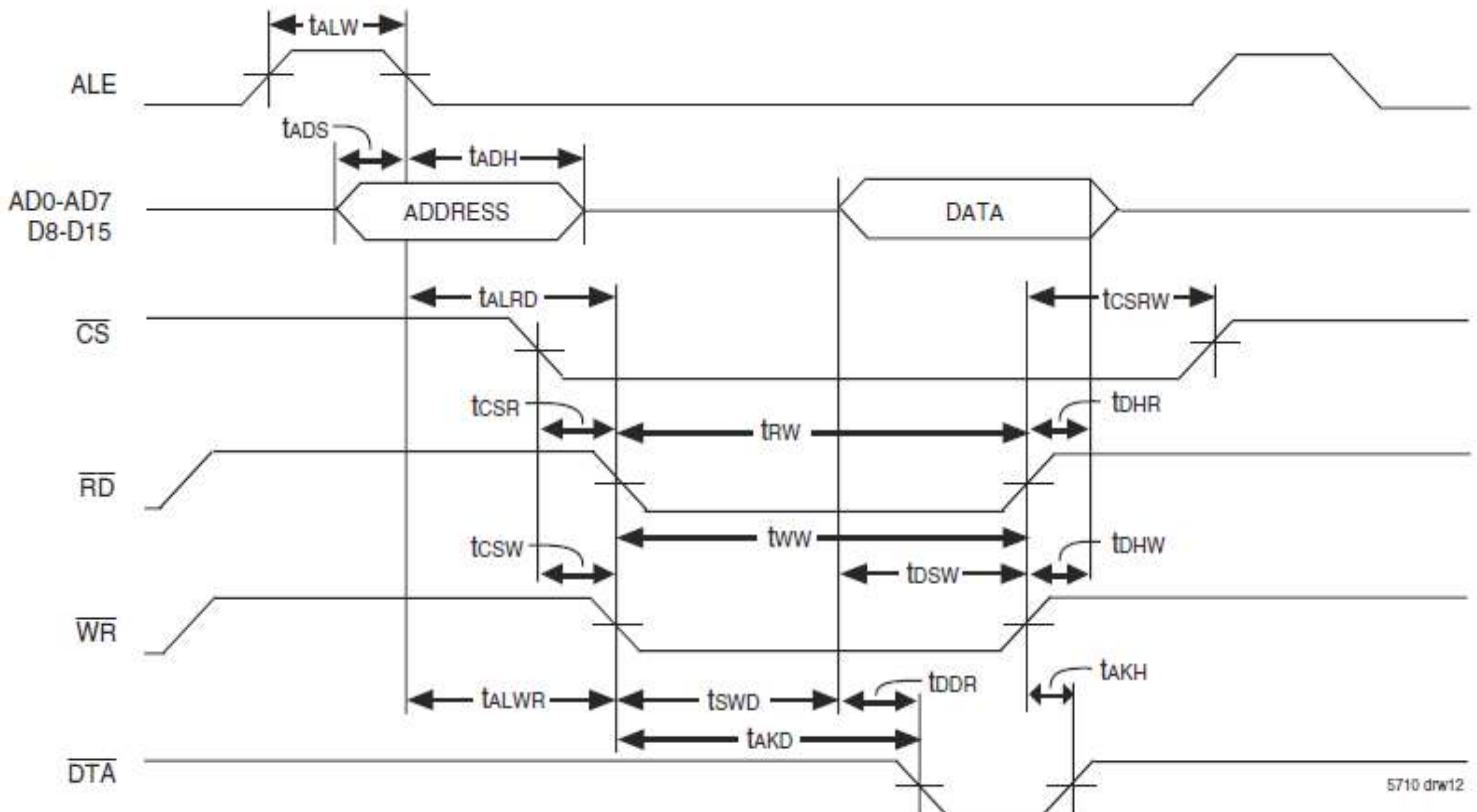 tALW
ALE
tADS
tADH
AD0-AD7
D8-D15
ADDRESS
DATA
tALRD
tCSRW
CS
tCSR
tRW
tDHR
RD
tCSW
tWW
tDHW
tDSW
WR
tALWR
tSWD
tDDR
tAKH
tAKD
DTA
5710 drw12